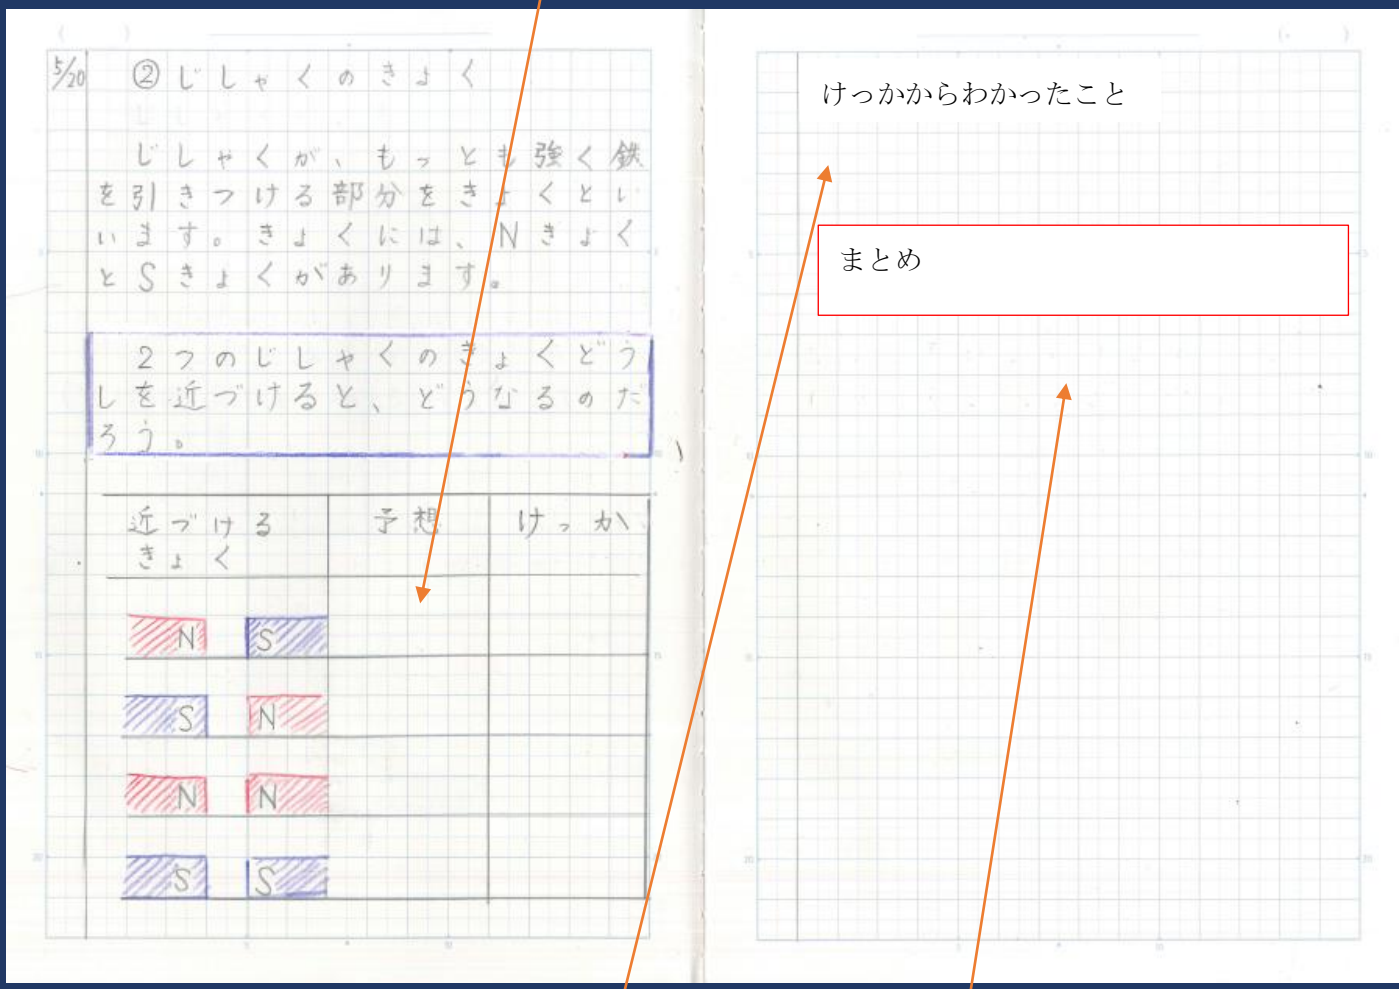 5/20 ②じしゃくのきょく
じしゃくが、もっとも強く鉄
を引きつける部分をきょくとい
います。きょくには、Nきょく
とSきょくがあります。
2つのじしゃくのきょくどう
しを近づけると、どうなるのだ
ろう。
近づける 予想 けっか
きょく
N S
S N
N N
S S
けっかからわかったこと
まとめ